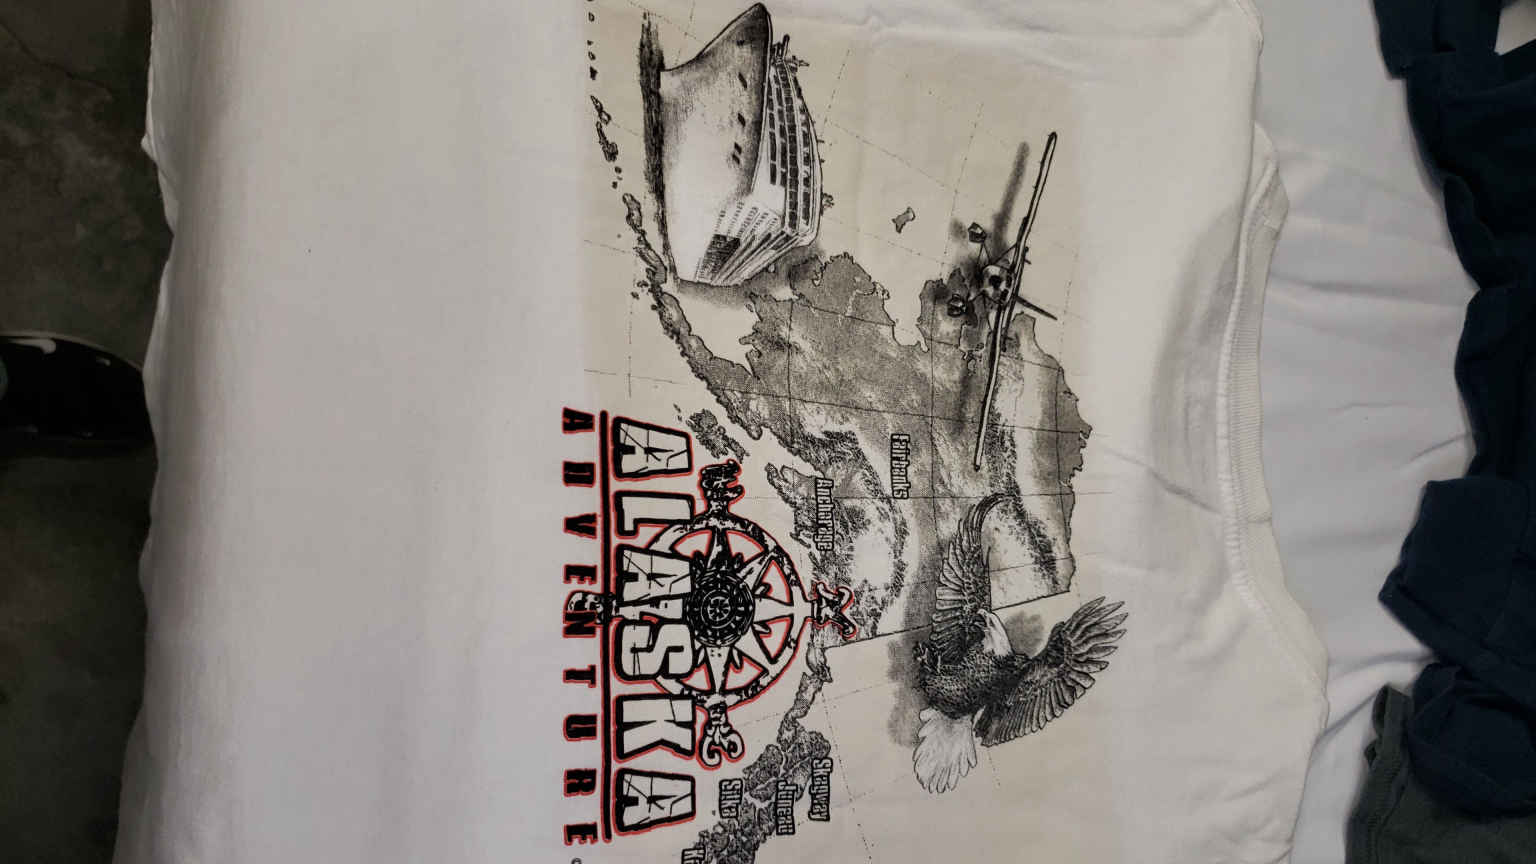 Fairbanks
Anchorage
Skagway
Juneau
Sitka
ALASKA
ADVENTURE